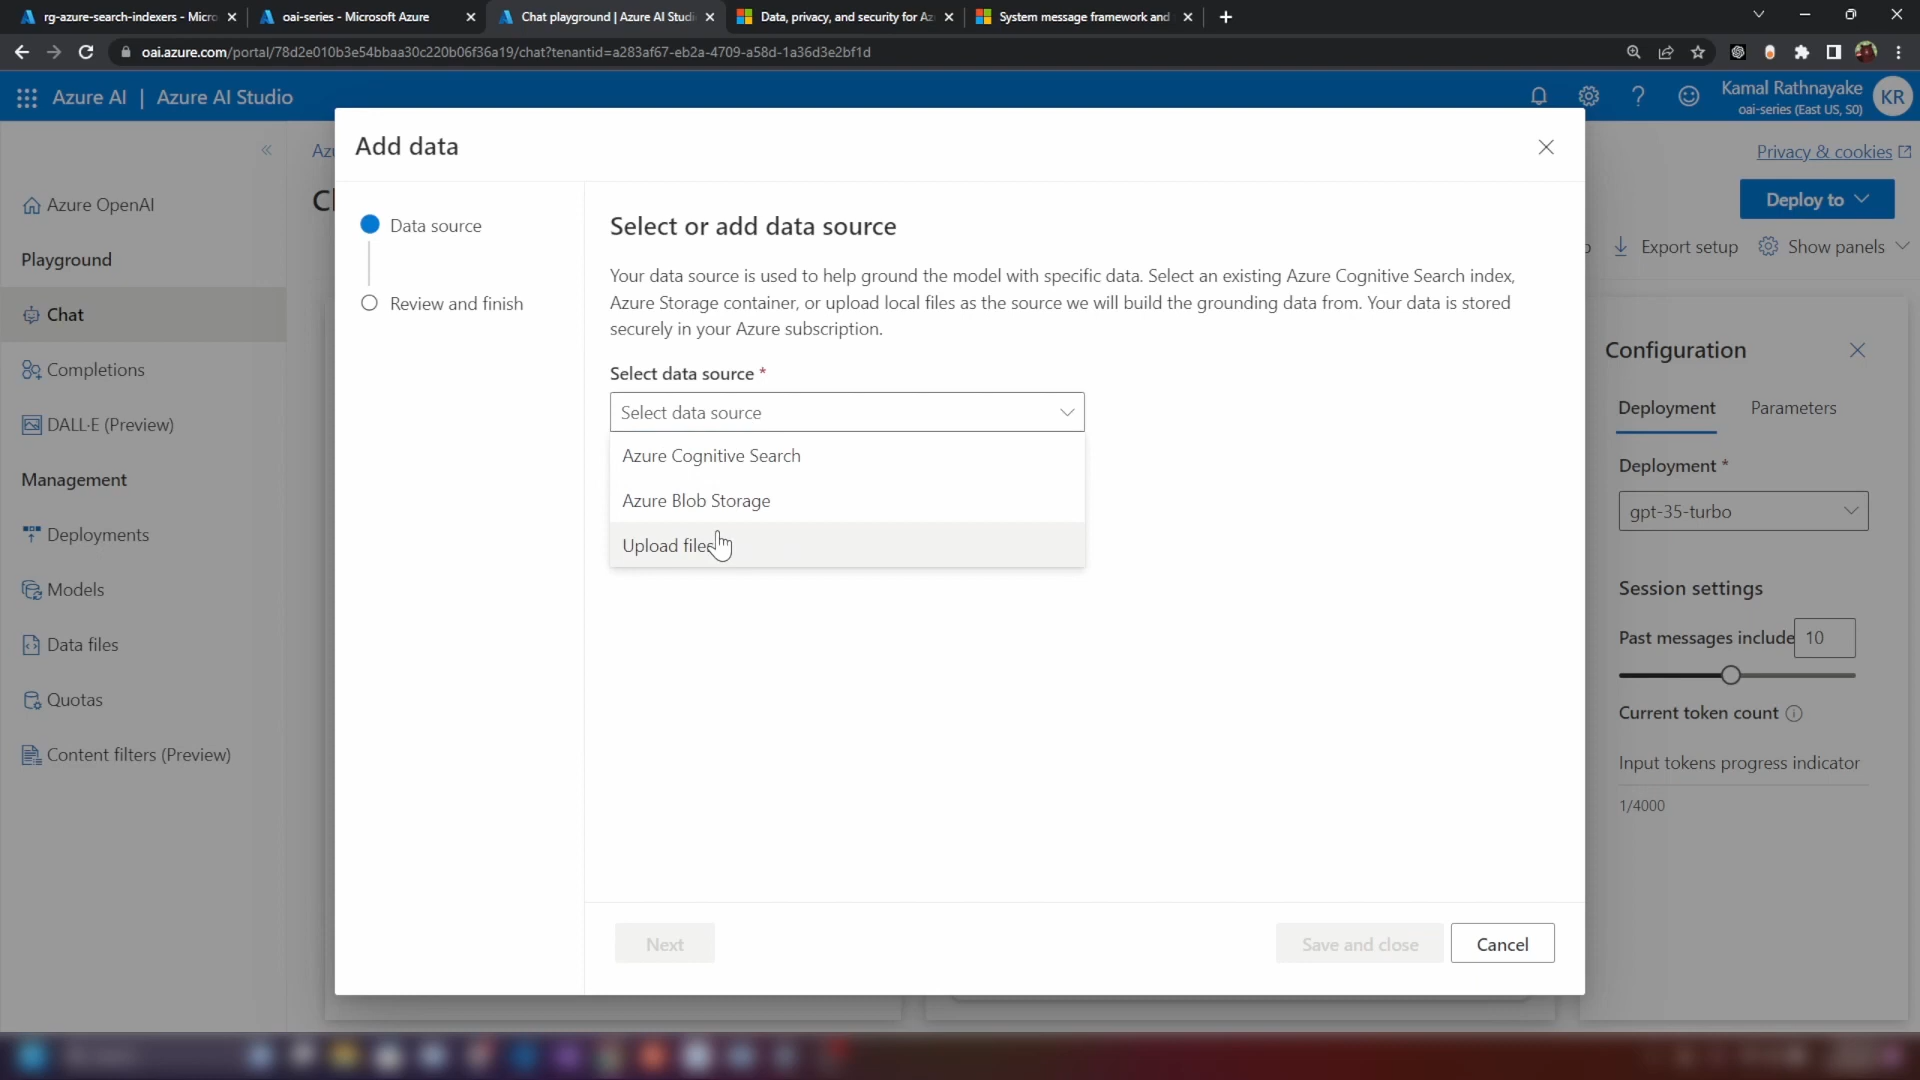 rg-azure-search-indexers - Micro
oai-series - Microsoft Azure
Chat playground | Azure AI Studi
Data, privacy, and security for Az
System message framework and
oai.azure.com/portal/78d2e010b3e54bbaa30c220b06f36a19/chat?tenantid=a283af67-eb2a-4709-a58d-1a36d3e2bf1d
Azure AI | Azure AI Studio
Kamal Rathnayake
oai-series (East US, S0)
KR
Privacy & cookies
Deploy to
Export setup
Show panels
Azure OpenAI
Playground
Chat
Completions
DALL·E (Preview)
Management
Deployments
Models
Data files
Quotas
Content filters (Preview)
Add data
Data source
Review and finish
Select or add data source
Your data source is used to help ground the model with specific data. Select an existing Azure Cognitive Search index,
Azure Storage container, or upload local files as the source we will build the grounding data from. Your data is stored
securely in your Azure subscription.
Select data source *
Select data source
Azure Cognitive Search
Azure Blob Storage
Upload files
Next
Save and close
Cancel
Configuration
Deployment
Parameters
Deployment *
gpt-35-turbo
Session settings
Past messages include
10
Current token count
Input tokens progress indicator
1/4000